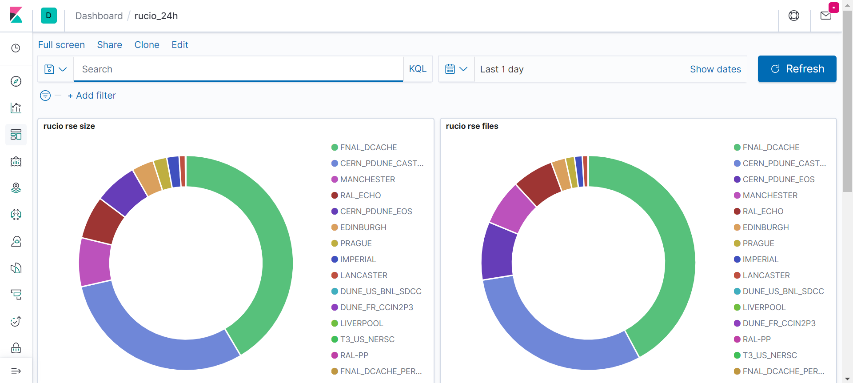 D Dashboard / rucio_24h
Full screen Share Clone Edit
Search KQL Last 1 day Show dates Refresh
+ Add filter
rucio rse size
FNAL_DCACHE
CERN_PDUNE_CAST...
MANCHESTER
RAL_ECHO
CERN_PDUNE_EOS
EDINBURGH
PRAGUE
IMPERIAL
LANCASTER
DUNE_US_BNL_SDCC
DUNE_FR_CCIN2P3
LIVERPOOL
T3_US_NERSC
RAL-PP
FNAL_DCACHE_PER...
rucio rse files
FNAL_DCACHE
CERN_PDUNE_CAST...
CERN_PDUNE_EOS
MANCHESTER
RAL_ECHO
EDINBURGH
PRAGUE
IMPERIAL
LANCASTER
DUNE_US_BNL_SDCC
LIVERPOOL
DUNE_FR_CCIN2P3
RAL-PP
T3_US_NERSC
FNAL_DCACHE_PER...